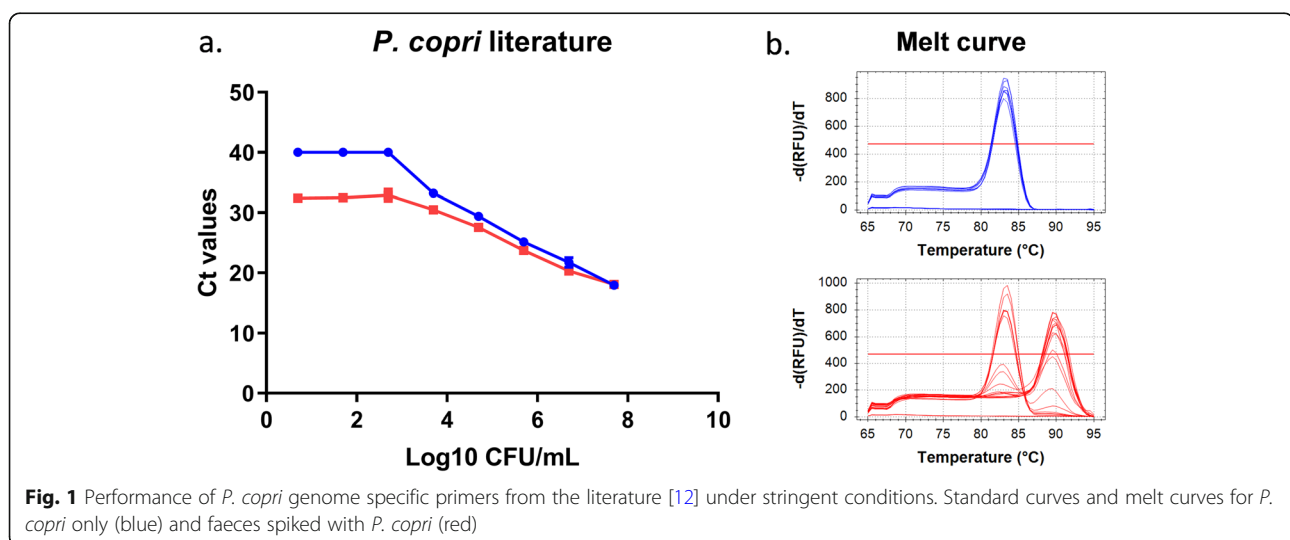 a.
P. copri literature
50
40
30
20
10
0
Ct values
0 2 4 6 8 10
Log10 CFU/mL
b.
Melt curve
800
600
400
200
0
-d(RFU)/dT
65 70 75 80 85 90 95
Temperature (°C)
1000
800
600
400
200
0
-d(RFU)/dT
65 70 75 80 85 90 95
Temperature (°C)
Fig. 1 Performance of P. copri genome specific primers from the literature [12] under stringent conditions. Standard curves and melt curves for P.
copri only (blue) and faeces spiked with P. copri (red)